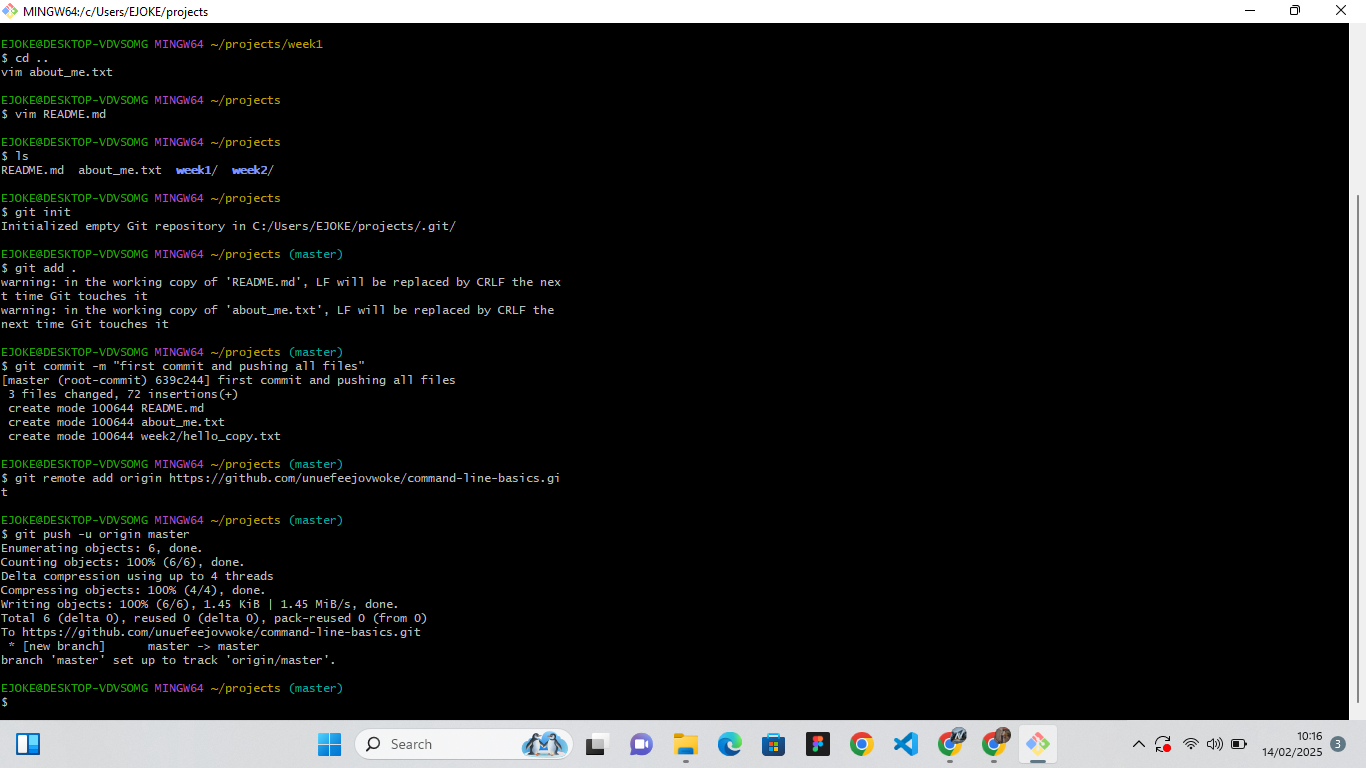 MINGW64:/c/Users/EJOKE/projects
EJOKE@DESKTOP-VDVSOMG MINGW64 ~/projects/week1
$ cd ..
vim about_me.txt
EJOKE@DESKTOP-VDVSOMG MINGW64 ~/projects
$ vim README.md
EJOKE@DESKTOP-VDVSOMG MINGW64 ~/projects
$ ls
README.md  about_me.txt  week1/  week2/
EJOKE@DESKTOP-VDVSOMG MINGW64 ~/projects
$ git init
Initialized empty Git repository in C:/Users/EJOKE/projects/.git/
EJOKE@DESKTOP-VDVSOMG MINGW64 ~/projects (master)
$ git add .
warning: in the working copy of 'README.md', LF will be replaced by CRLF the nex
t time Git touches it
warning: in the working copy of 'about_me.txt', LF will be replaced by CRLF the
next time Git touches it
EJOKE@DESKTOP-VDVSOMG MINGW64 ~/projects (master)
$ git commit -m "first commit and pushing all files"
[master (root-commit) 639c244] first commit and pushing all files
 3 files changed, 72 insertions(+)
 create mode 100644 README.md
 create mode 100644 about_me.txt
 create mode 100644 week2/hello_copy.txt
EJOKE@DESKTOP-VDVSOMG MINGW64 ~/projects (master)
$ git remote add origin https://github.com/unuefeejovwoke/command-line-basics.gi
t
EJOKE@DESKTOP-VDVSOMG MINGW64 ~/projects (master)
$ git push -u origin master
Enumerating objects: 6, done.
Counting objects: 100% (6/6), done.
Delta compression using up to 4 threads
Compressing objects: 100% (4/4), done.
Writing objects: 100% (6/6), 1.45 KiB | 1.45 MiB/s, done.
Total 6 (delta 0), reused 0 (delta 0), pack-reused 0 (from 0)
To https://github.com/unuefeejovwoke/command-line-basics.git
 * [new branch]      master -> master
branch 'master' set up to track 'origin/master'.
EJOKE@DESKTOP-VDVSOMG MINGW64 ~/projects (master)
$
Search
10:16
14/02/2025
3